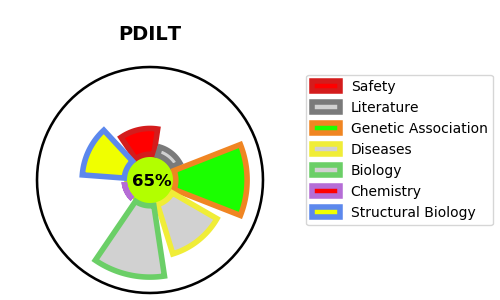 PDILT
65%
Safety
Literature
Genetic Association
Diseases
Biology
Chemistry
Structural Biology